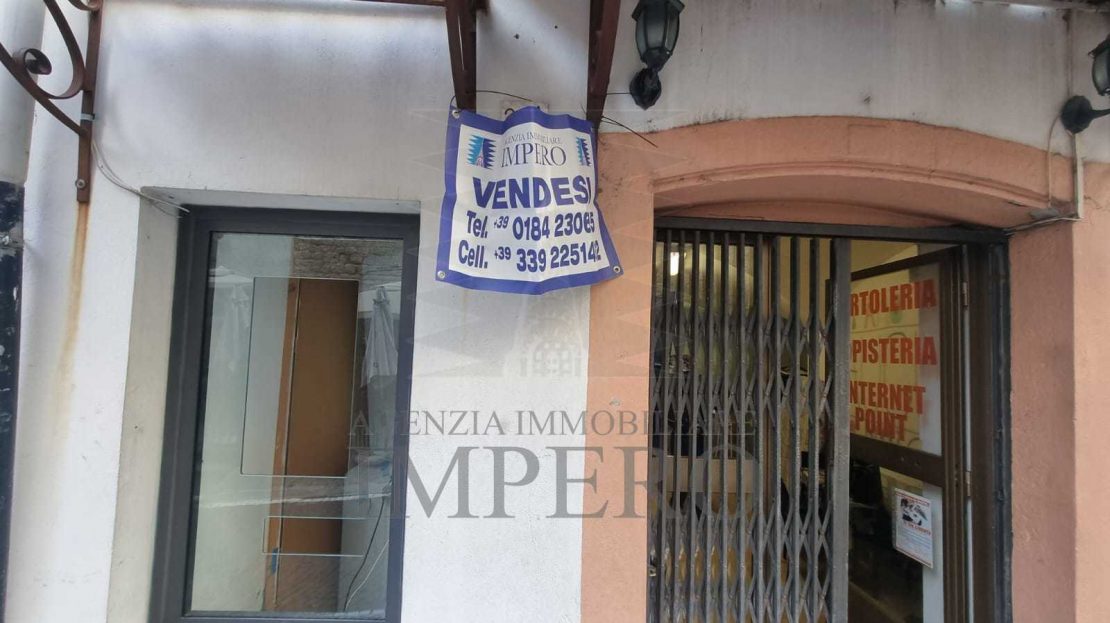 AGENZIA IMMOBILIARE
IMPERO
VENDESI
Tel. +39 0184 23065
Cell. +39 339 225142
RTOLERIA
PISTERIA
INTERNET
POINT
AGENZIA IMMOBILIARE
IMPERO